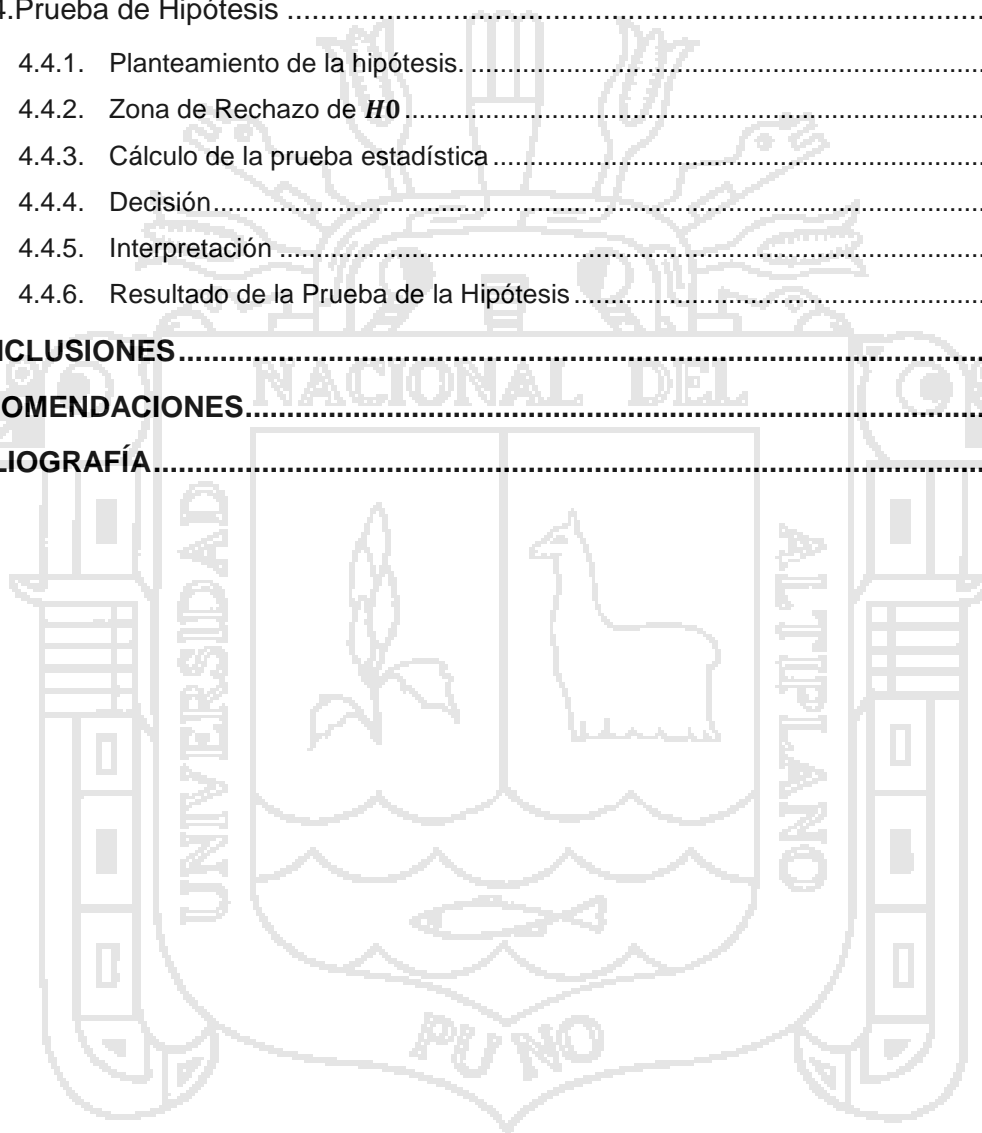 4.Prueba de Hipótesis
4.4.1. Planteamiento de la hipótesis.
4.4.2. Zona de Rechazo de H0
4.4.3. Cálculo de la prueba estadística
4.4.4. Decisión
4.4.5. Interpretación
4.4.6. Resultado de la Prueba de la Hipótesis
NCLUSIONES
OMENDACIONES
LIOGRAFÍA
NACIONAL DEL
UNIVERSIDAD
ALTIPLANO
PUNO